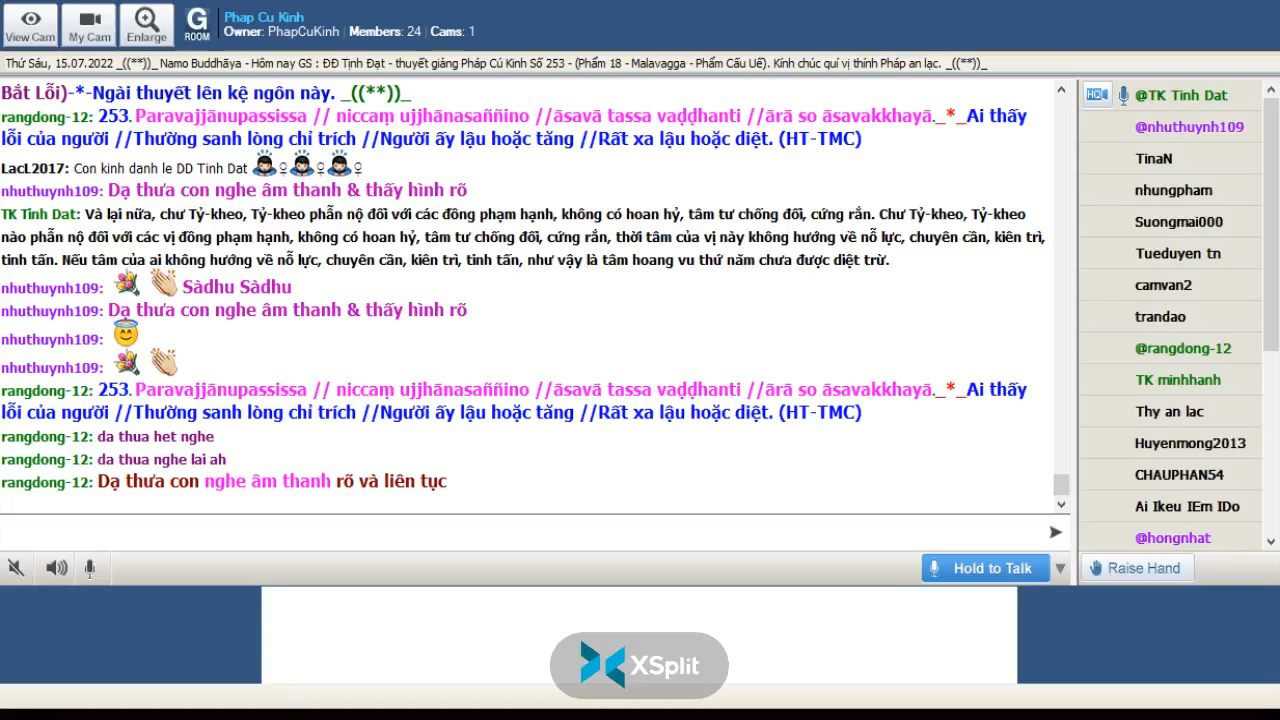 View Cam
My Cam
Enlarge
G
ROOM
Phap Cu Kinh
Owner: PhapCuKinh | Members: 24 | Cams: 1
Thứ Sáu, 15.07.2022 _((**))_ Namo Buddhāya - Hôm nay GS : ĐĐ Tịnh Đạt - thuyết giảng Pháp Cú Kinh Số 253 - (Phẩm 18 - Malavagga - Phẩm Cấu Uế). Kính chúc quí vị thính Pháp an lạc. _((**))_
Bắt Lỗi)-*-Ngài thuyết lên kệ ngôn này. _((**))_
rangdong-12: 253. Paravajjānupassissa // niccaṃ ujjhānasaññino //āsavā tassa vaḍḍhanti //ārā so āsavakkhayā._*_Ai thấy
lỗi của người //Thường sanh lòng chỉ trích //Người ấy lậu hoặc tăng //Rất xa lậu hoặc diệt. (HT-TMC)
LacL2017: Con kinh danh le DD Tinh Dat ♀ ♀ ♀
nhuthuynh109: Dạ thưa con nghe âm thanh & thấy hình rõ
TK Tinh Dat: Và lại nữa, chư Tỷ-kheo, Tỷ-kheo phẫn nộ đối với các đồng phạm hạnh, không có hoan hỷ, tâm tư chống đối, cứng rắn. Chư Tỷ-kheo, Tỷ-kheo
nào phẫn nộ đối với các vị đồng phạm hạnh, không có hoan hỷ, tâm tư chống đối, cứng rắn, thời tâm của vị này không hướng về nỗ lực, chuyên cần, kiên trì,
tinh tấn. Nếu tâm của ai không hướng về nỗ lực, chuyên cần, kiên trì, tinh tấn, như vậy là tâm hoang vu thứ năm chưa được diệt trừ.
nhuthuynh109: 💐 👏 Sàdhu Sàdhu
nhuthuynh109: Dạ thưa con nghe âm thanh & thấy hình rõ
nhuthuynh109: 😇
nhuthuynh109: 💐 👏
rangdong-12: 253. Paravajjānupassissa // niccaṃ ujjhānasaññino //āsavā tassa vaḍḍhanti //ārā so āsavakkhayā._*_Ai thấy
lỗi của người //Thường sanh lòng chỉ trích //Người ấy lậu hoặc tăng //Rất xa lậu hoặc diệt. (HT-TMC)
rangdong-12: da thua het nghe
rangdong-12: da thua nghe lai ah
rangdong-12: Dạ thưa con nghe âm thanh rõ và liên tục
HQ @TK Tinh Dat
@nhuthuynh109
TinaN
nhungpham
Suongmai000
Tueduyen tn
camvan2
trandao
@rangdong-12
TK minhhanh
Thy an lac
Huyenmong2013
CHAUPHAN54
Ai Ikeu IEm IDo
@hongnhat
Hold to Talk
Raise Hand
XSplit